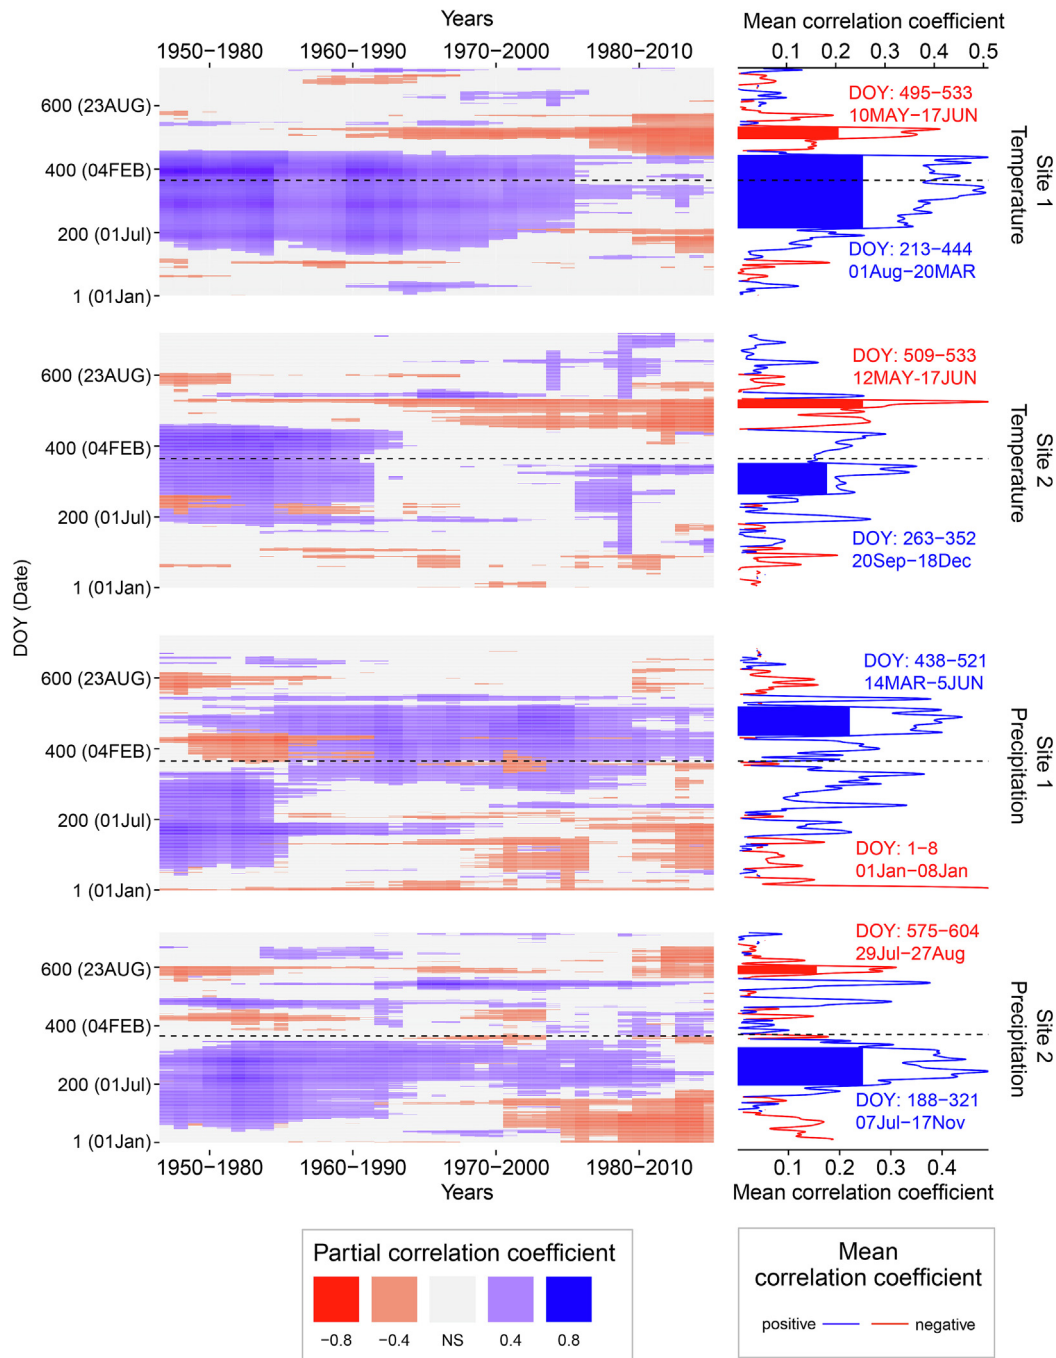 Years
Mean correlation coefficient
1950−1980
1960−1990
1970−2000
1980−2010
0.1
0.2
0.3
0.4
0.5
600 (23AUG)
400 (04FEB)
200 (01Jul)
1 (01Jan)
DOY: 495−533
10MAY−17JUN
DOY: 213−444
01Aug−20MAR
Site 1
Temperature
600 (23AUG)
400 (04FEB)
200 (01Jul)
1 (01Jan)
DOY: 509−533
12MAY-17JUN
DOY: 263−352
20Sep−18Dec
Site 2
Temperature
DOY (Date)
600 (23AUG)
400 (04FEB)
200 (01Jul)
1 (01Jan)
DOY: 438−521
14MAR−5JUN
DOY: 1−8
01Jan−08Jan
Site 1
Precipitation
600 (23AUG)
400 (04FEB)
200 (01Jul)
1 (01Jan)
DOY: 575−604
29Jul−27Aug
DOY: 188−321
07Jul−17Nov
Site 2
Precipitation
1950−1980
1960−1990
1970−2000
1980−2010
0.1
0.2
0.3
0.4
Years
Mean correlation coefficient
Partial correlation coefficient
−0.8
−0.4
NS
0.4
0.8
Mean
correlation coefficient
positive
negative